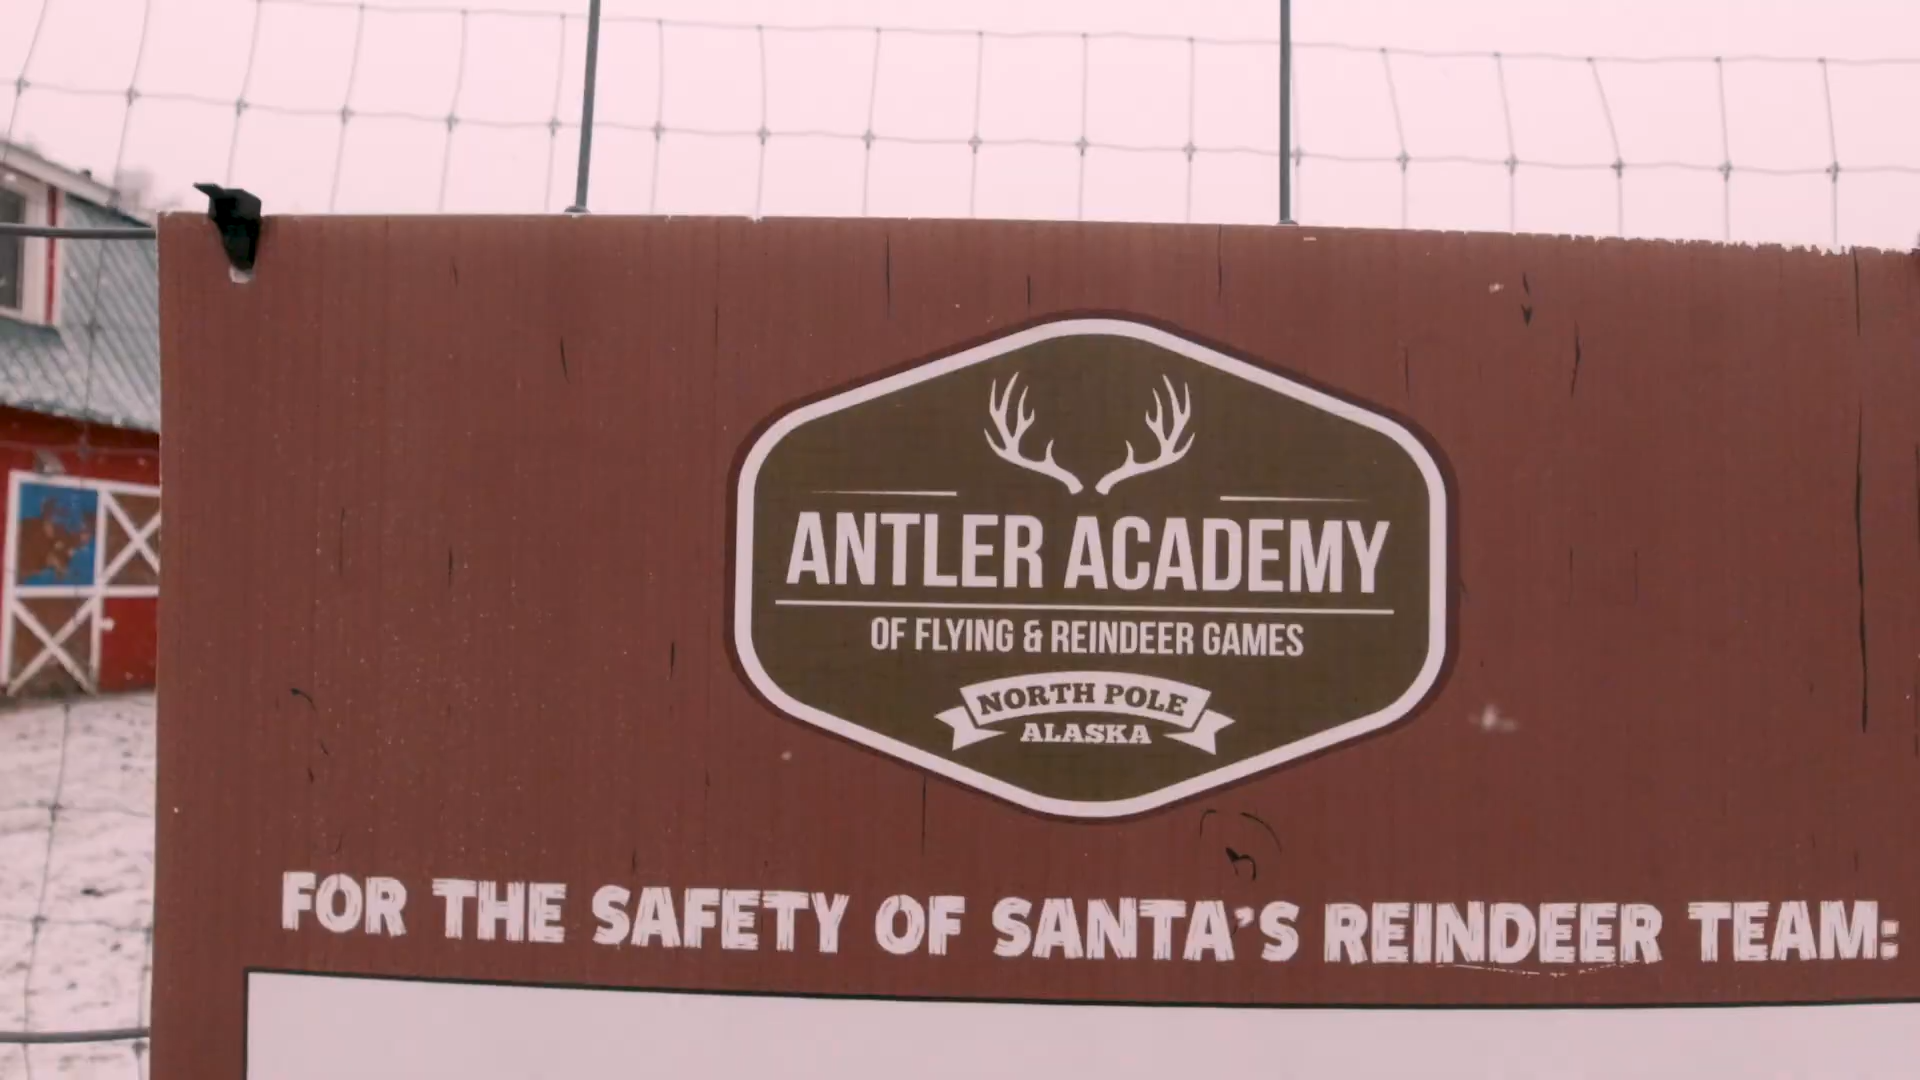 ANTLER ACADEMY
OF FLYING & REINDEER GAMES
NORTH POLE
ALASKA
FOR THE SAFETY OF SANTA'S REINDEER TEAM: